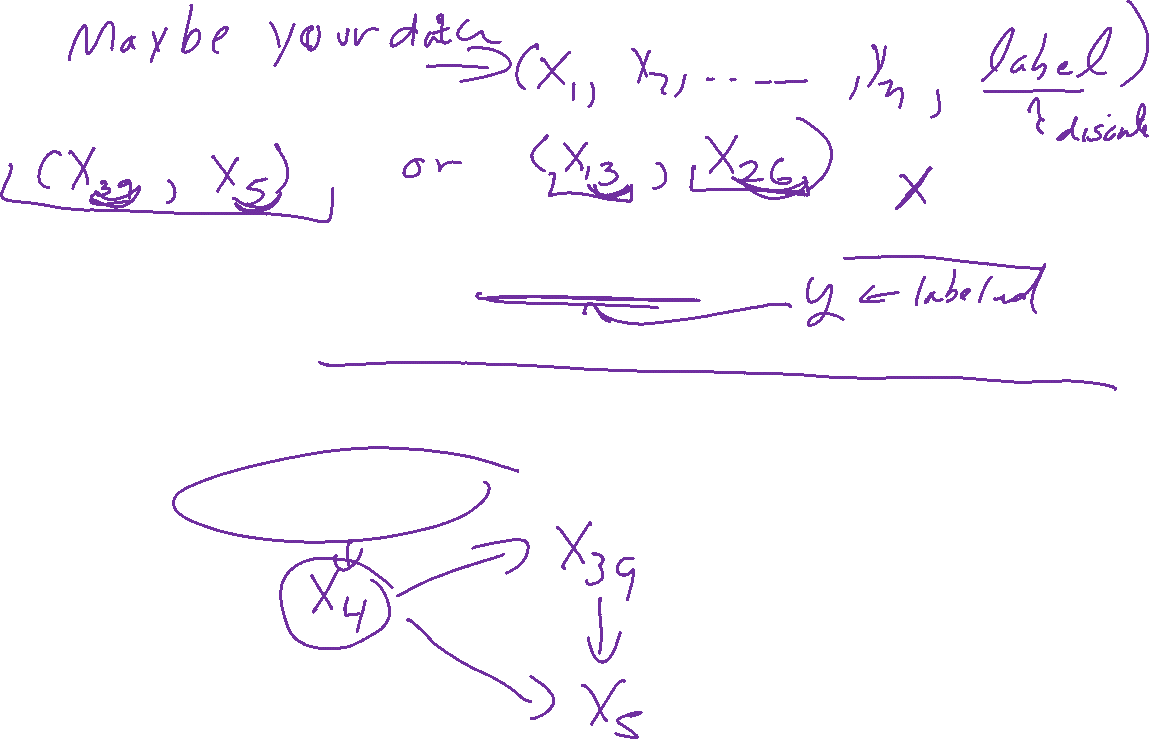 Maybe your data → (X₁, X₂, ...... , Xₙ, label)
discrete
(X₃₉, X₅) or (X₁₃, X₂₆) X
y ← labeled
X₃₉
X₄
X₅